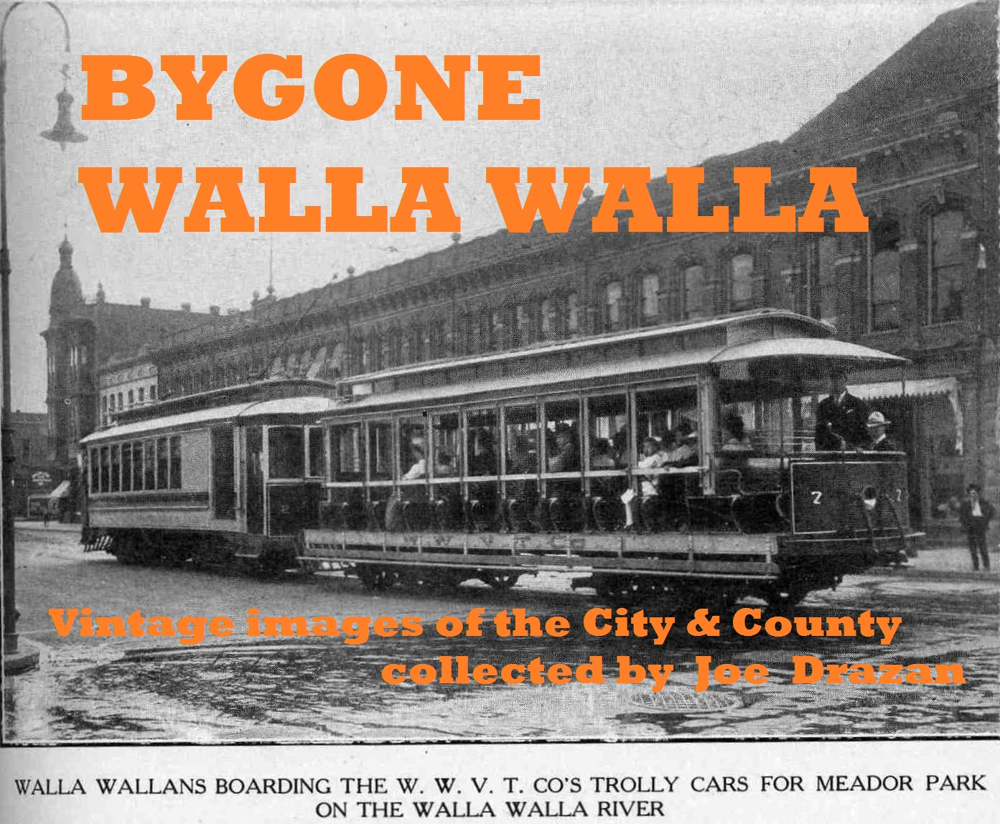 BYGONE
WALLA WALLA
7
Vintage images of the City & County
collected by Joe Drazan
WALLA WALLANS BOARDING THE W. W. V. T. CO'S TROLLY CARS FOR MEADOR PARK
ON THE WALLA WALLA RIVER